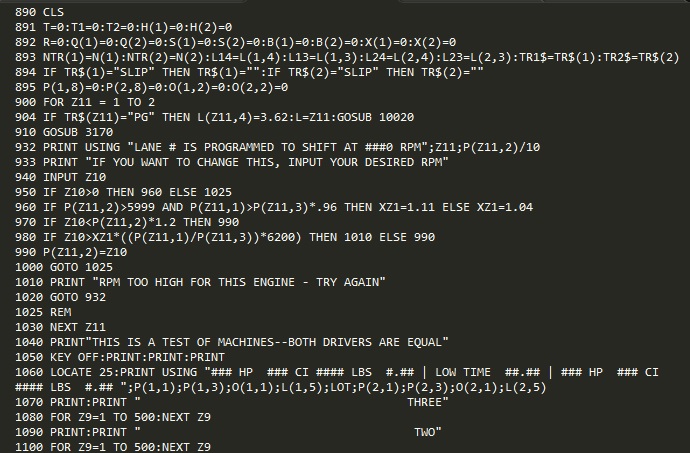 890 CLS
891 T=0:T1=0:T2=0:H(1)=0:H(2)=0
892 R=0:Q(1)=0:Q(2)=0:S(1)=0:S(2)=0:B(1)=0:B(2)=0:X(1)=0:X(2)=0
893 NTR(1)=N(1):NTR(2)=N(2):L14=L(1,4):L13=L(1,3):L24=L(2,4):L23=L(2,3):TR1$=TR$(1):TR2$=TR$(2)
894 IF TR$(1)="SLIP" THEN TR$(1)="":IF TR$(2)="SLIP" THEN TR$(2)=""
895 P(1,8)=0:P(2,8)=0:O(1,2)=0:O(2,2)=0
900 FOR Z11 = 1 TO 2
904 IF TR$(Z11)="PG" THEN L(Z11,4)=3.62:L=Z11:GOSUB 10020
910 GOSUB 3170
932 PRINT USING "LANE # IS PROGRAMMED TO SHIFT AT ###0 RPM";Z11;P(Z11,2)/10
933 PRINT "IF YOU WANT TO CHANGE THIS, INPUT YOUR DESIRED RPM"
940 INPUT Z10
950 IF Z10>0 THEN 960 ELSE 1025
960 IF P(Z11,2)>5999 AND P(Z11,1)>P(Z11,3)*.96 THEN XZ1=1.11 ELSE XZ1=1.04
970 IF Z10<P(Z11,2)*1.2 THEN 990
980 IF Z10>XZ1*((P(Z11,1)/P(Z11,3))*6200) THEN 1010 ELSE 990
990 P(Z11,2)=Z10
1000 GOTO 1025
1010 PRINT "RPM TOO HIGH FOR THIS ENGINE - TRY AGAIN"
1020 GOTO 932
1025 REM
1030 NEXT Z11
1040 PRINT"THIS IS A TEST OF MACHINES--BOTH DRIVERS ARE EQUAL"
1050 KEY OFF:PRINT:PRINT:PRINT
1060 LOCATE 25:PRINT USING "### HP  ### CI #### LBS  #.## | LOW TIME  ##.## | ### HP  ### CI
#### LBS  #.## ";P(1,1);P(1,3);O(1,1);L(1,5);LOT;P(2,1);P(2,3);O(2,1);L(2,5)
1070 PRINT:PRINT "                                      THREE"
1080 FOR Z9=1 TO 500:NEXT Z9
1090 PRINT:PRINT "                                       TWO"
1100 FOR Z9=1 TO 500:NEXT Z9